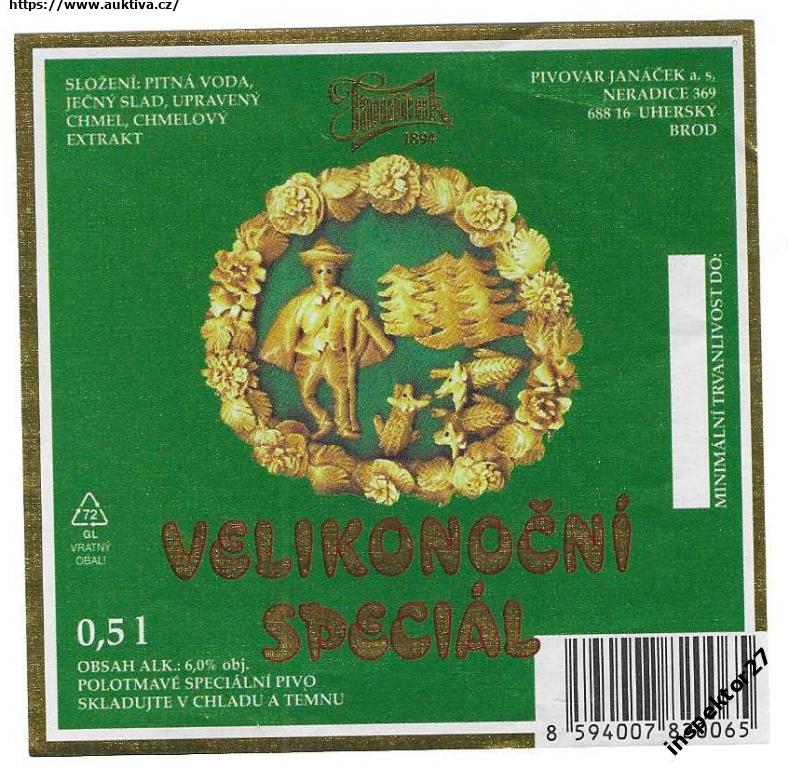 https://www.auktiva.cz/
SLOŽENÍ: PITNÁ VODA,
JEČNÝ SLAD, UPRAVENÝ
CHMEL, CHMELOVÝ
EXTRAKT
1894
PIVOVAR JANÁČEK a. s,
NERADICE 369
688 16 UHERSKY
BROD
MINIMÁLNÍ TRVANLIVOST DO:
72
GL
VRATNÝ
OBAL!
VELIKONOČNÍ
SPECIÁL
0,5 l
OBSAH ALK.: 6,0% obj.
POLOTMAVÉ SPECIÁLNÍ PIVO
SKLADUJTE V CHLADU A TEMNU
8 594007 830065
inspektor27